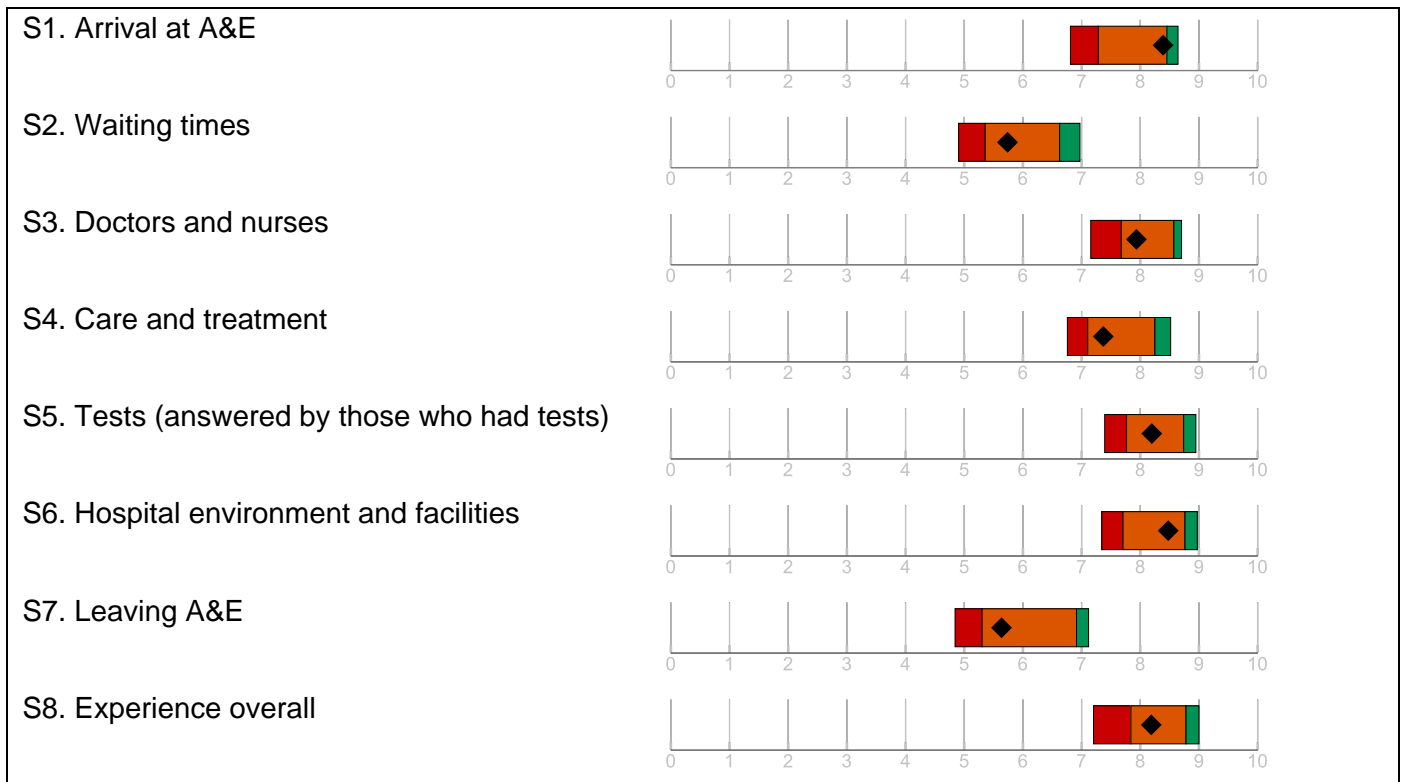 S1. Arrival at A&E
0 1 2 3 4 5 6 7 8 9 10
S2. Waiting times
0 1 2 3 4 5 6 7 8 9 10
S3. Doctors and nurses
0 1 2 3 4 5 6 7 8 9 10
S4. Care and treatment
0 1 2 3 4 5 6 7 8 9 10
S5. Tests (answered by those who had tests)
0 1 2 3 4 5 6 7 8 9 10
S6. Hospital environment and facilities
0 1 2 3 4 5 6 7 8 9 10
S7. Leaving A&E
0 1 2 3 4 5 6 7 8 9 10
S8. Experience overall
0 1 2 3 4 5 6 7 8 9 10